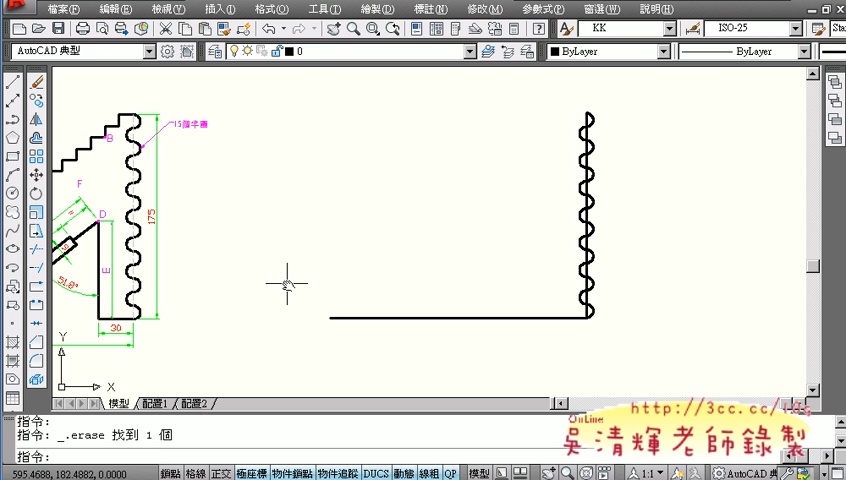 檔案(F) 編輯(E) 檢視(V) 插入(I) 格式(O) 工具(T) 繪製(D) 標註(N) 修改(M) 參數式(P) 視窗(W) 說明(H)
KK ISO-25 Sta
AutoCAD 典型 0 ByLayer ByLayer
B
15個半圓
F
D
175
E
51.8°
30
Y
X
模型 配置1 配置2
指令:
指令: _.erase 找到 1 個
指令:
http://3cc.cc/10g
OnLine
吳清輝老師錄製
595.4688, 182.4882, 0.0000 鎖點 格線 正交 極座標 物件鎖點 物件追蹤 DUCS 動態 線粗 QP 模型 1:1 AutoCAD 典